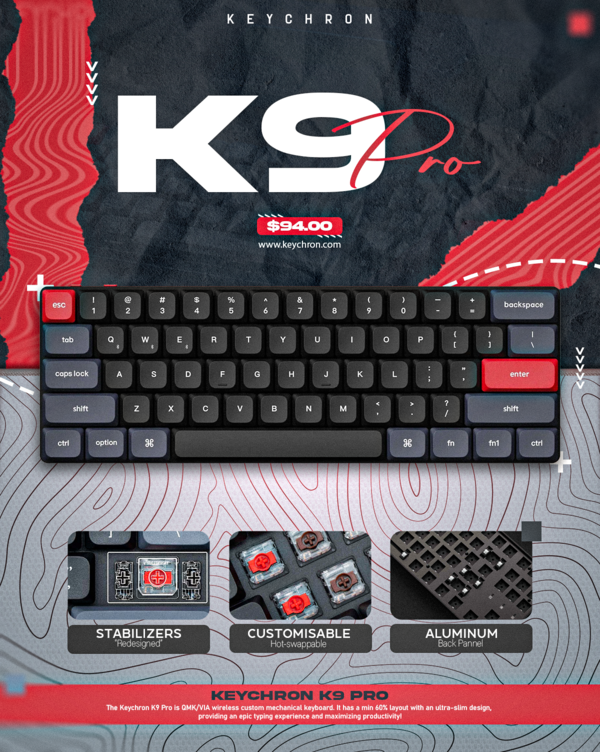 KEYCHRON
K9 Pro
$94.00
www.keychron.com
esc ! 1 @ 2 # 3 $ 4 % 5 ^ 6 & 7 * 8 ( 9 ) 0 — - + = backspace
tab Q W E R T Y U I O P { [ } ] | \
caps lock A S D F G H J K L : ; " ' enter
shift Z X C V B N M < , > . ? / shift
ctrl option ⌘ ⌘ fn fn1 ctrl
STABILIZERS
"Redesigned"
CUSTOMISABLE
Hot-swappable
ALUMINUM
Back Pannel
KEYCHRON K9 PRO
The Keychron K9 Pro is QMK/VIA wireless custom mechanical keyboard. It has a min 60% layout with an ultra-slim design,
providing an epic typing experience and maximizing productivity!